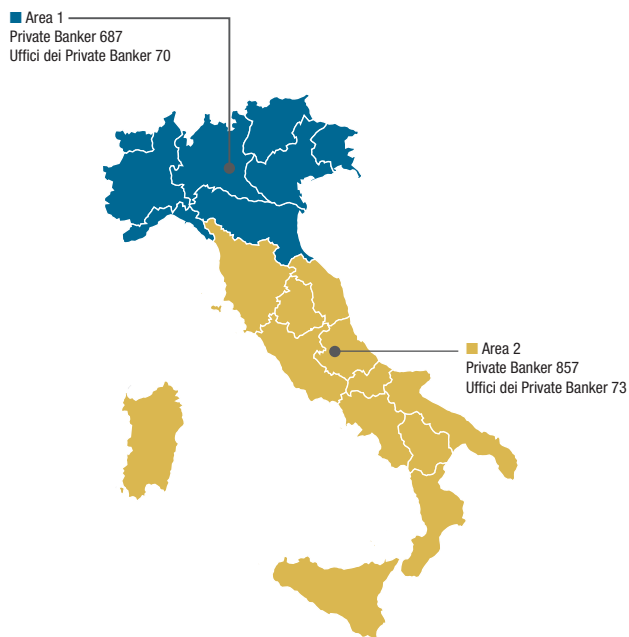 Area 1
Private Banker 687
Uffici dei Private Banker 70
Area 2
Private Banker 857
Uffici dei Private Banker 73